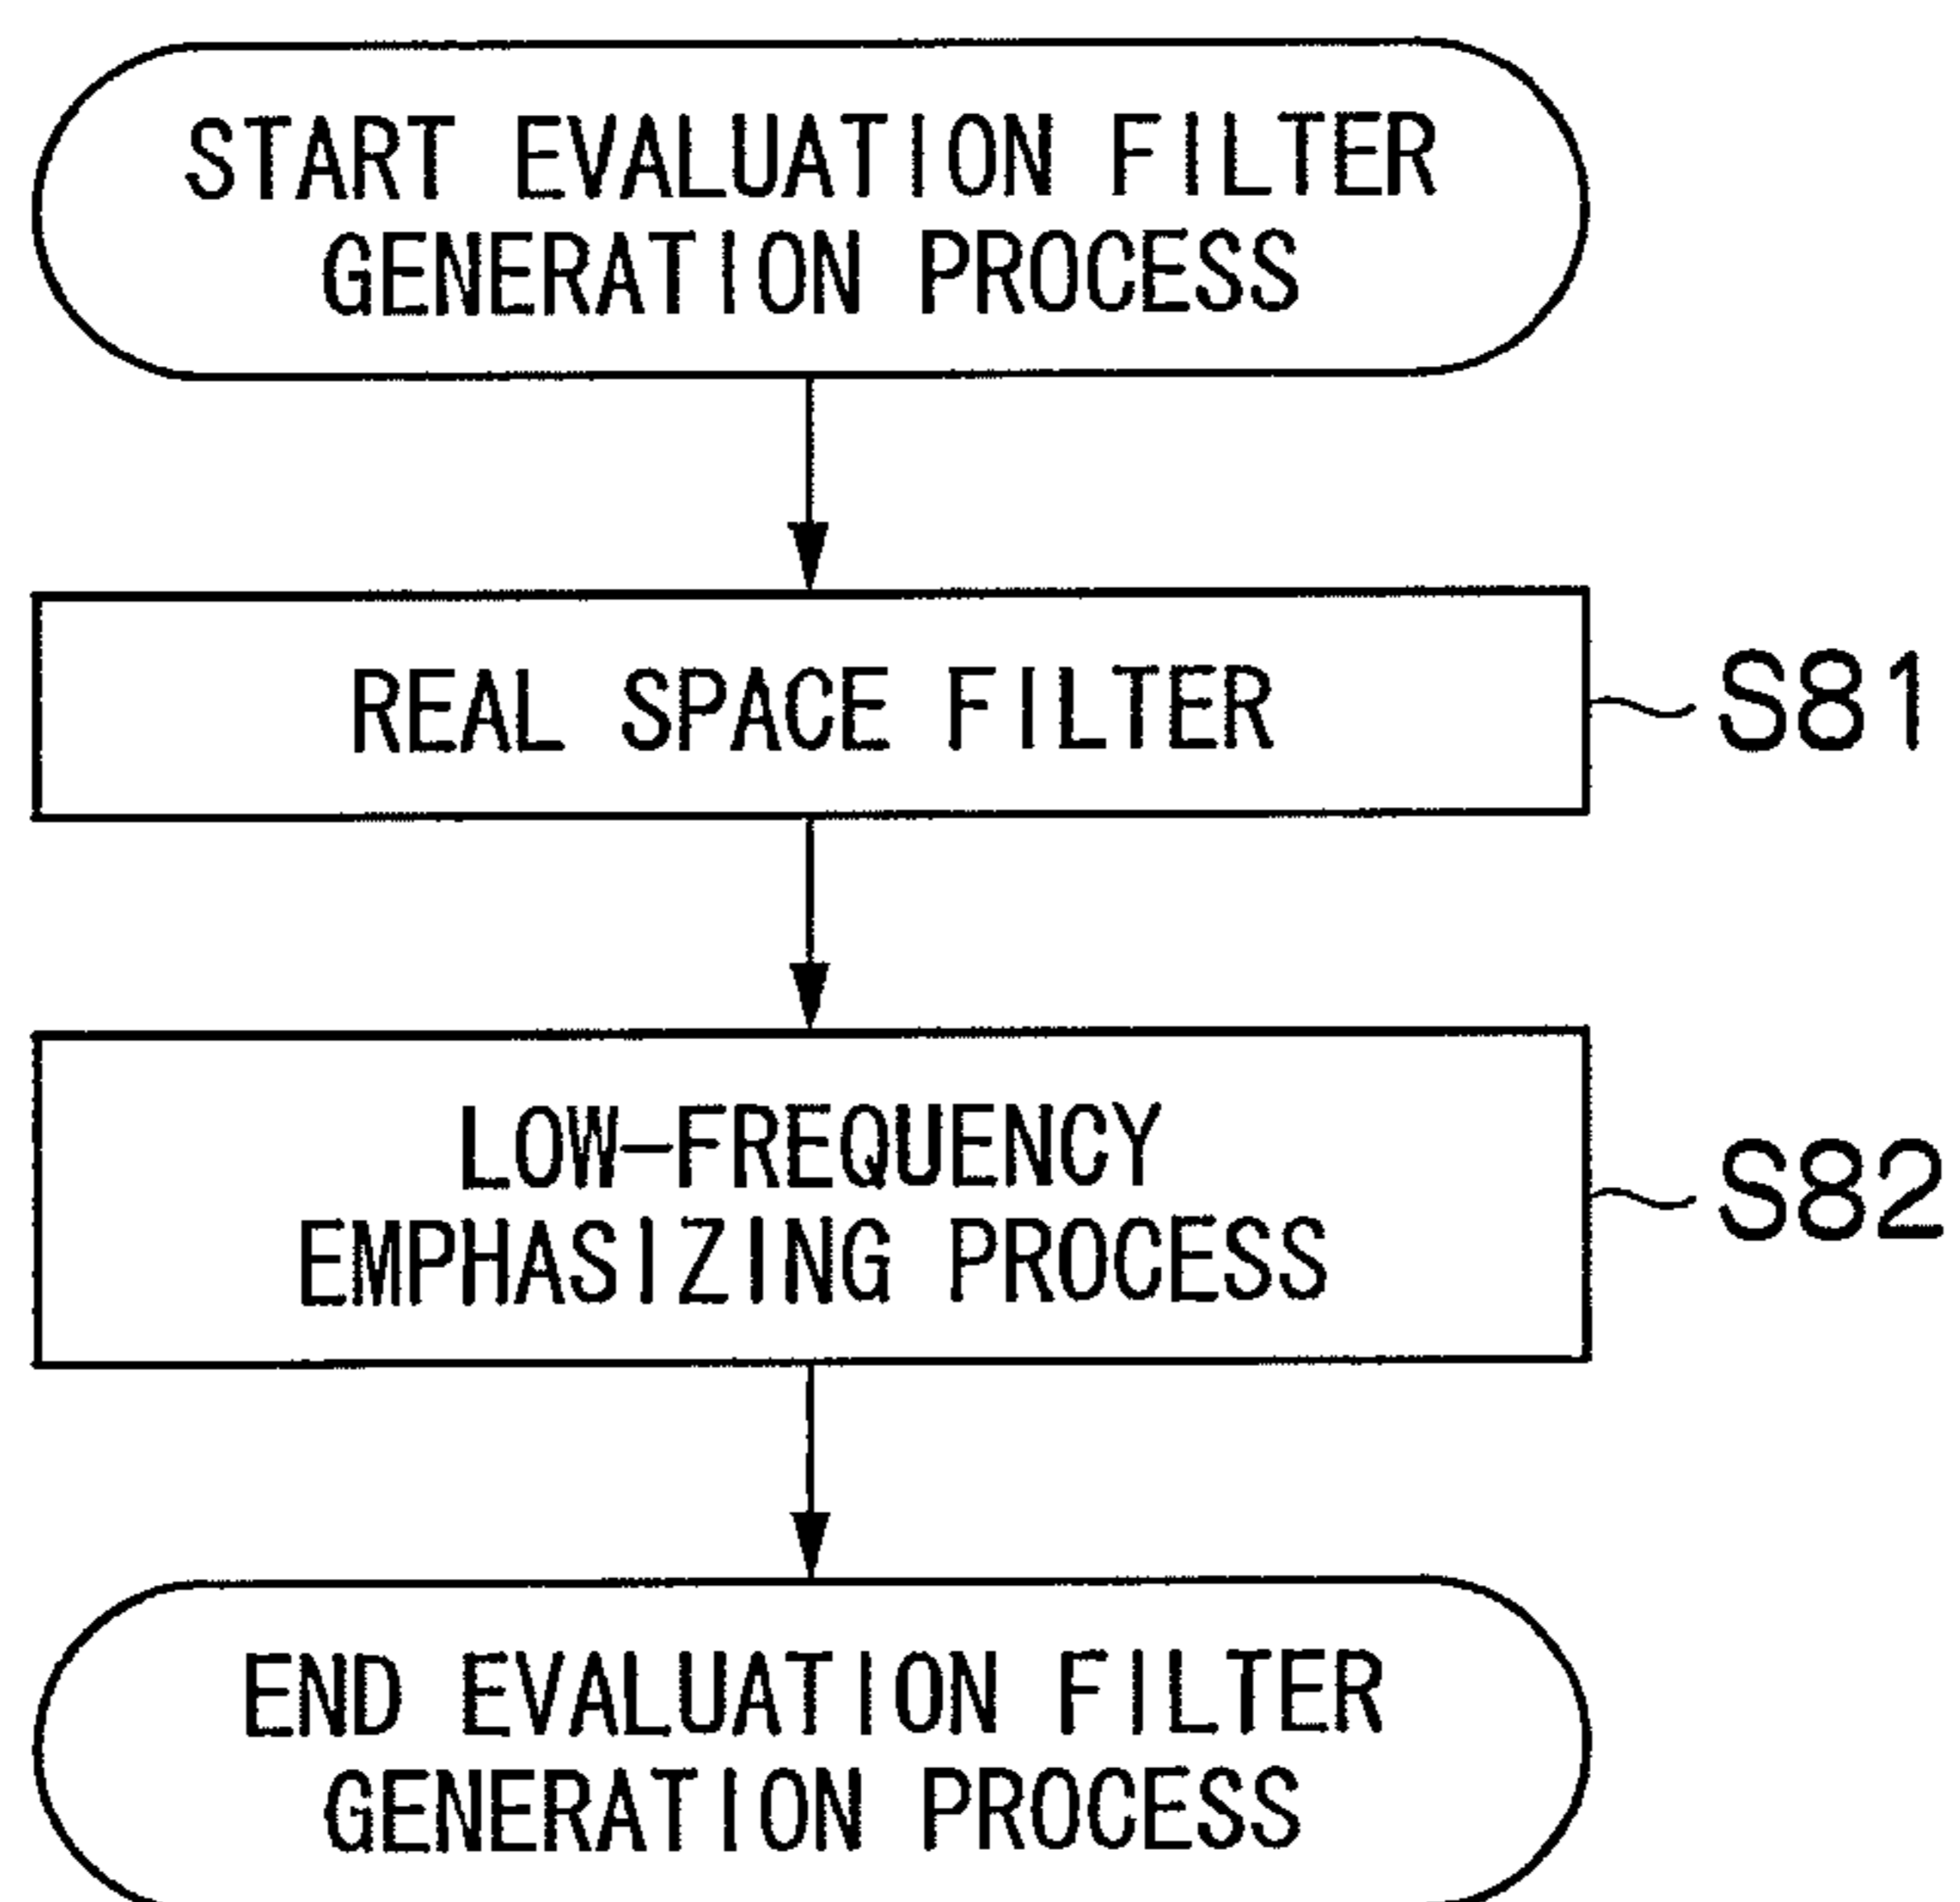 START EVALUATION FILTER
GENERATION PROCESS
REAL SPACE FILTER
S81
LOW-FREQUENCY
EMPHASIZING PROCESS
S82
END EVALUATION FILTER
GENERATION PROCESS